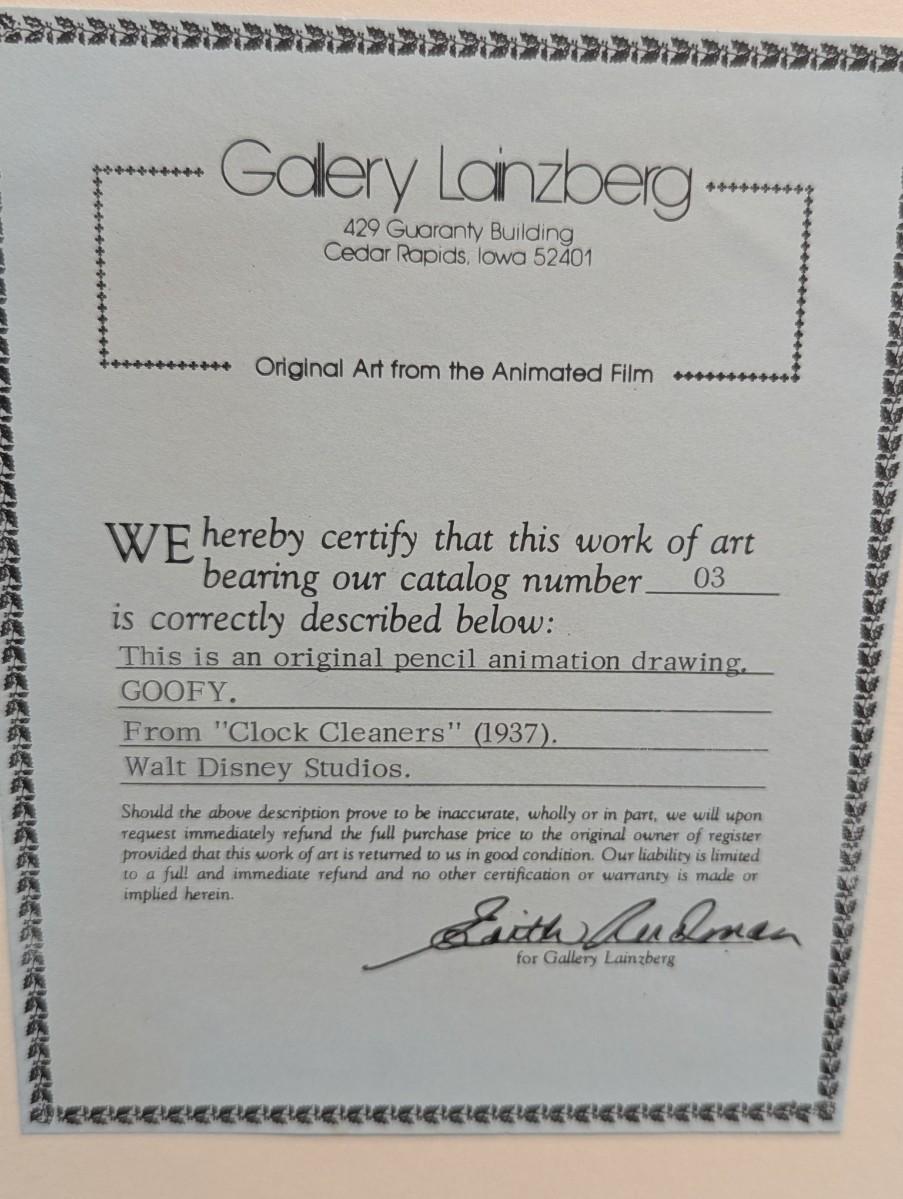 Gallery Lainzberg
429 Guaranty Building
Cedar Rapids, Iowa 52401
Original Art from the Animated Film
WE hereby certify that this work of art
bearing our catalog number 03
is correctly described below:
This is an original pencil animation drawing.
GOOFY.
From "Clock Cleaners" (1937).
Walt Disney Studios.
Should the above description prove to be inaccurate, wholly or in part, we will upon
request immediately refund the full purchase price to the original owner of register
provided that this work of art is returned to us in good condition. Our liability is limited
to a full and immediate refund and no other certification or warranty is made or
implied herein.
for Gallery Lainzberg